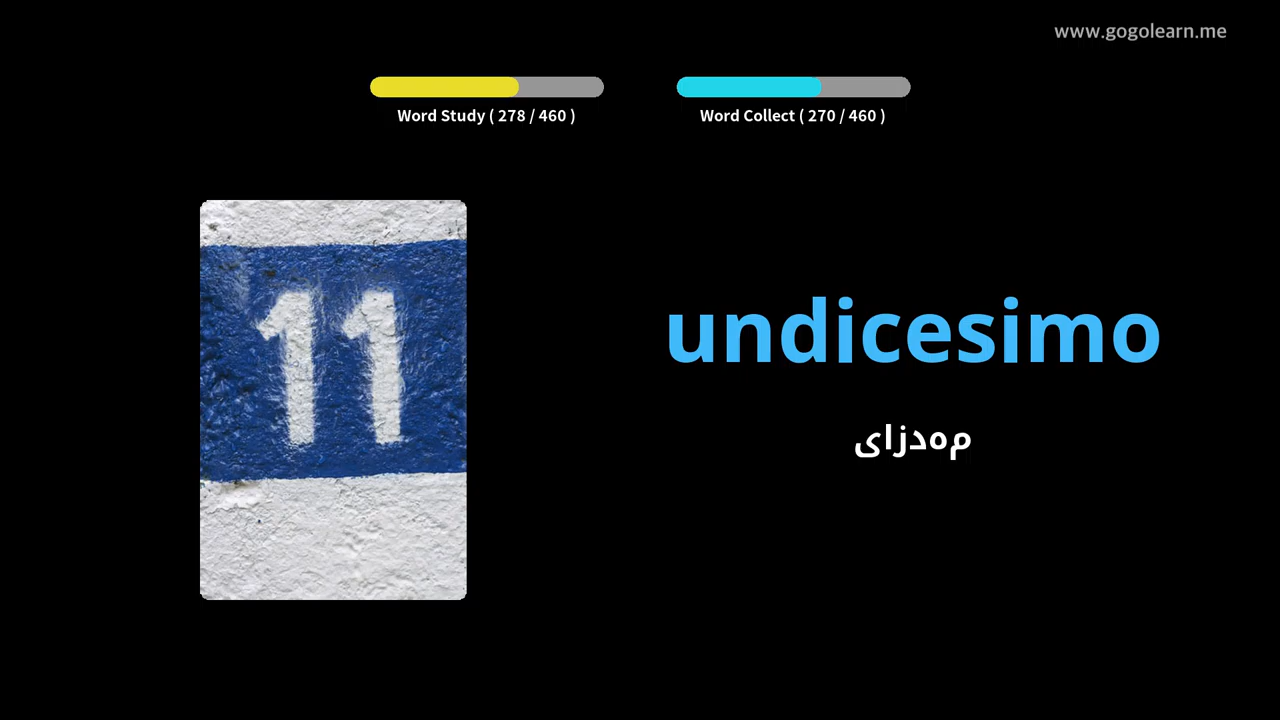 www.gogolearn.me
Word Study ( 278 / 460 )
Word Collect ( 270 / 460 )
11
undicesimo
یازدهم